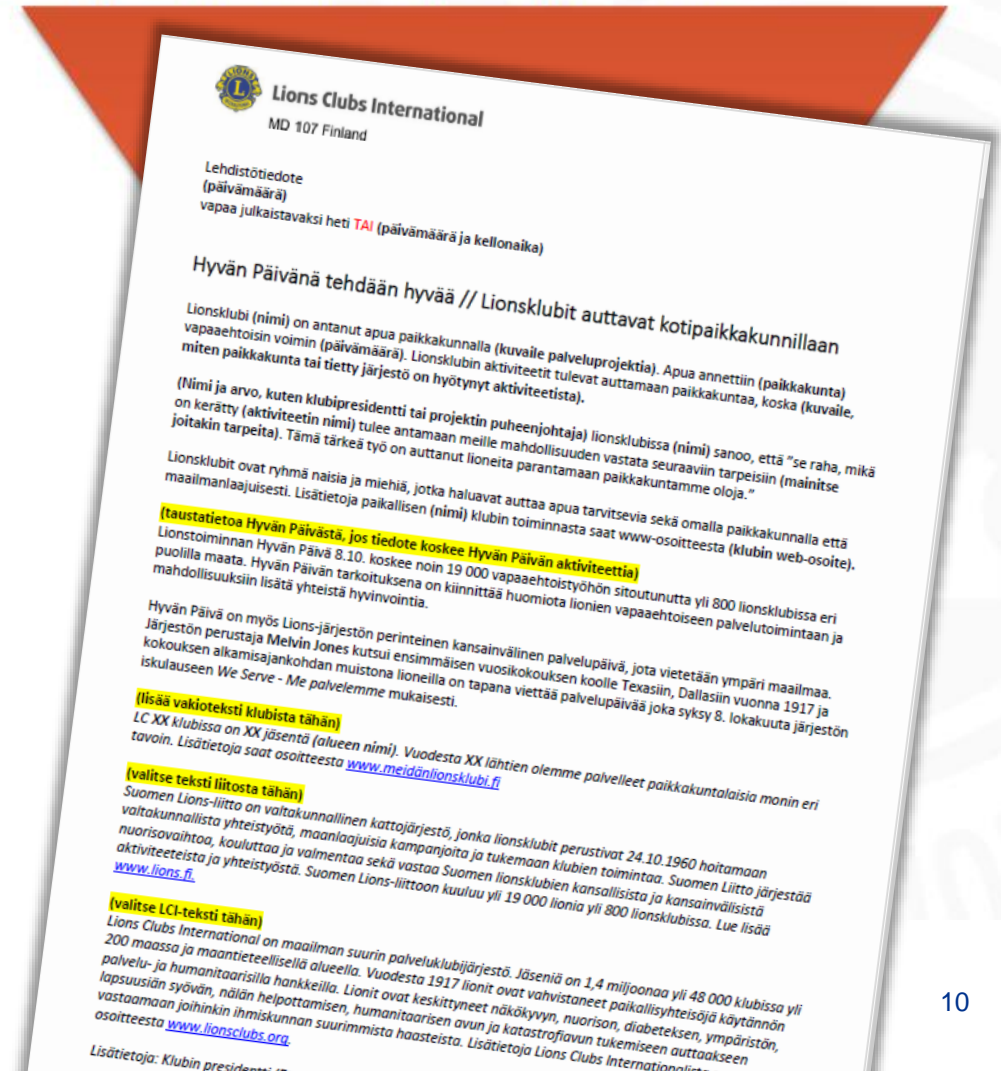 Lions Clubs International
MD 107 Finland
Lehdistötiedote
(päivämäärä)
vapaa julkaistavaksi heti TAI (päivämäärä ja kellonaika)
Hyvän Päivänä tehdään hyvää // Lionsklubit auttavat kotipaikkakunnillaan
Lionsklubi (nimi) on antanut apua paikkakunnalla (kuvaile palveluprojektia). Apua annettiin (paikkakunta)
vapaaehtoisin voimin (päivämäärä). Lionsklubin aktiviteetit tulevat auttamaan paikkakuntaa, koska (kuvaile,
miten paikkakunta tai tietty järjestö on hyötynyt aktiviteetista).
(Nimi ja arvo, kuten klubipresidentti tai projektin puheenjohtaja) lionsklubissa (nimi) sanoo, että ”se raha, mikä
on kerätty (aktiviteetin nimi) tulee antamaan meille mahdollisuuden vastata seuraaviin tarpeisiin (mainitse
joitakin tarpeita). Tämä tärkeä työ on auttanut lioneita parantamaan paikkakuntamme oloja.”
Lionsklubit ovat ryhmä naisia ja miehiä, jotka haluavat auttaa apua tarvitsevia sekä omalla paikkakunnalla että
maailmanlaajuisesti. Lisätietoja paikallisen (nimi) klubin toiminnasta saat www-osoitteesta (klubin web-osoite).
(taustatietoa Hyvän Päivästä, jos tiedote koskee Hyvän Päivän aktiviteettia)
Lionstoiminnan Hyvän Päivä 8.10. koskee noin 19 000 vapaaehtoistyöhön sitoutunutta yli 800 lionsklubissa eri
puolilla maata. Hyvän Päivän tarkoituksena on kiinnittää huomiota lionien vapaaehtoiseen palvelutoimintaan ja
mahdollisuuksiin lisätä yhteistä hyvinvointia.
Hyvän Päivä on myös Lions-järjestön perinteinen kansainvälinen palvelupäivä, jota vietetään ympäri maailmaa.
Järjestön perustaja Melvin Jones kutsui ensimmäisen vuosikokouksen koolle Texasiin, Dallasiin vuonna 1917 ja
kokouksen alkamisajankohdan muistona lioneilla on tapana viettää palvelupäivää joka syksy 8. lokakuuta järjestön
iskulauseen We Serve - Me palvelemme mukaisesti.
(lisää vakioteksti klubista tähän)
LC XX klubissa on XX jäsentä (alueen nimi). Vuodesta XX lähtien olemme palvelleet paikkakuntalaisia monin eri
tavoin. Lisätietoja saat osoitteesta www.meidänlionsklubi.fi
(valitse teksti liitosta tähän)
Suomen Lions-liitto on valtakunnallinen kattojärjestö, jonka lionsklubit perustivat 24.10.1960 hoitamaan
valtakunnallista yhteistyötä, maanlaajuisia kampanjoita ja tukemaan klubien toimintaa. Suomen Liitto järjestää
nuorisovaihtoa, kouluttaa ja valmentaa sekä vastaa Suomen lionsklubien kansallisista ja kansainvälisistä
aktiviteeteista ja yhteistyöstä. Suomen Lions-liittoon kuuluu yli 19 000 lionia yli 800 lionsklubissa. Lue lisää
www.lions.fi.
(valitse LCI-teksti tähän)
Lions Clubs International on maailman suurin palveluklubijärjestö. Jäseniä on 1,4 miljoonaa yli 48 000 klubissa yli
200 maassa ja maantieteellisellä alueella. Vuodesta 1917 lionit ovat vahvistaneet paikallisyhteisöjä käytännön
palvelu- ja humanitaarisilla hankkeilla. Lionit ovat keskittyneet näkökyvyn, nuorison, diabeteksen, ympäristön,
lapsuusiän syövän, nälän helpottamisen, humanitaarisen avun ja katastrofiavun tukemiseen auttaakseen
vastaamaan joihinkin ihmiskunnan suurimmista haasteista. Lisätietoja Lions Clubs Internationalista
osoitteesta www.lionsclubs.org.
Lisätietoja: Klubin presidentti
10